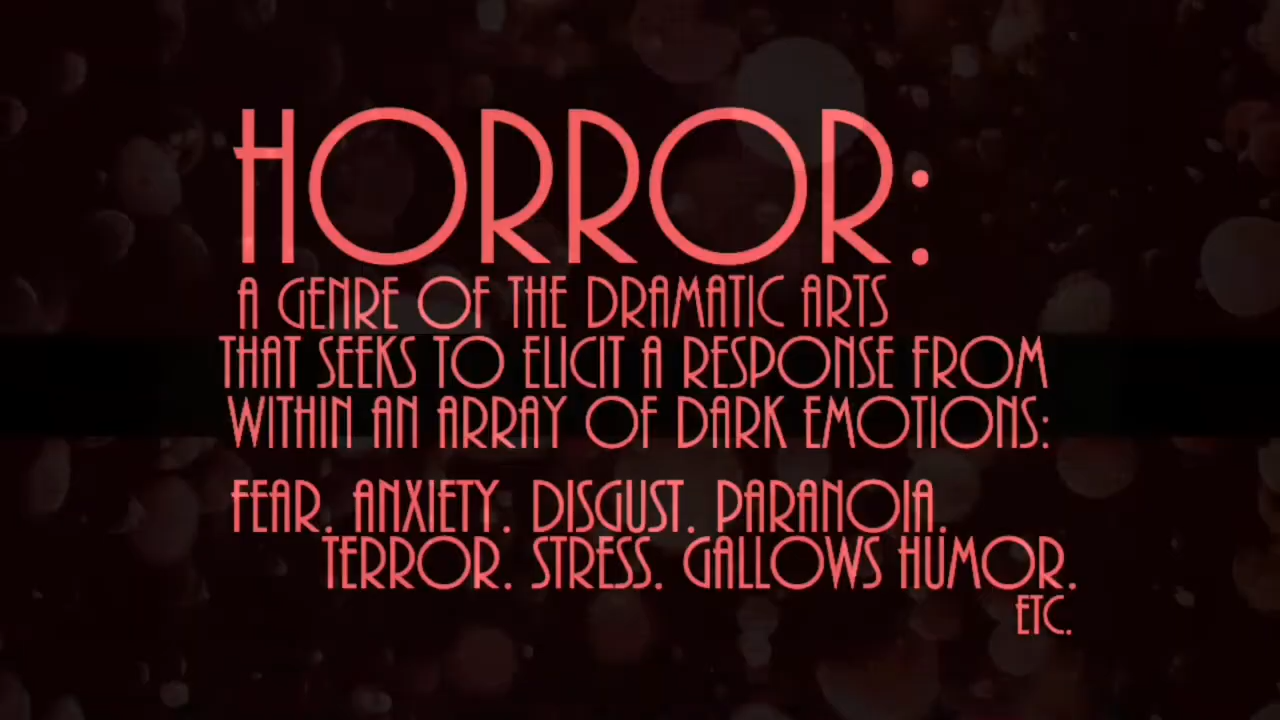 HORROR:
A GENRE OF THE DRAMATIC ARTS
THAT SEEKS TO ELICIT A RESPONSE FROM
WITHIN AN ARRAY OF DARK EMOTIONS:
FEAR. ANXIETY. DISGUST. PARANOIA.
TERROR. STRESS. GALLOWS HUMOR.
ETC.